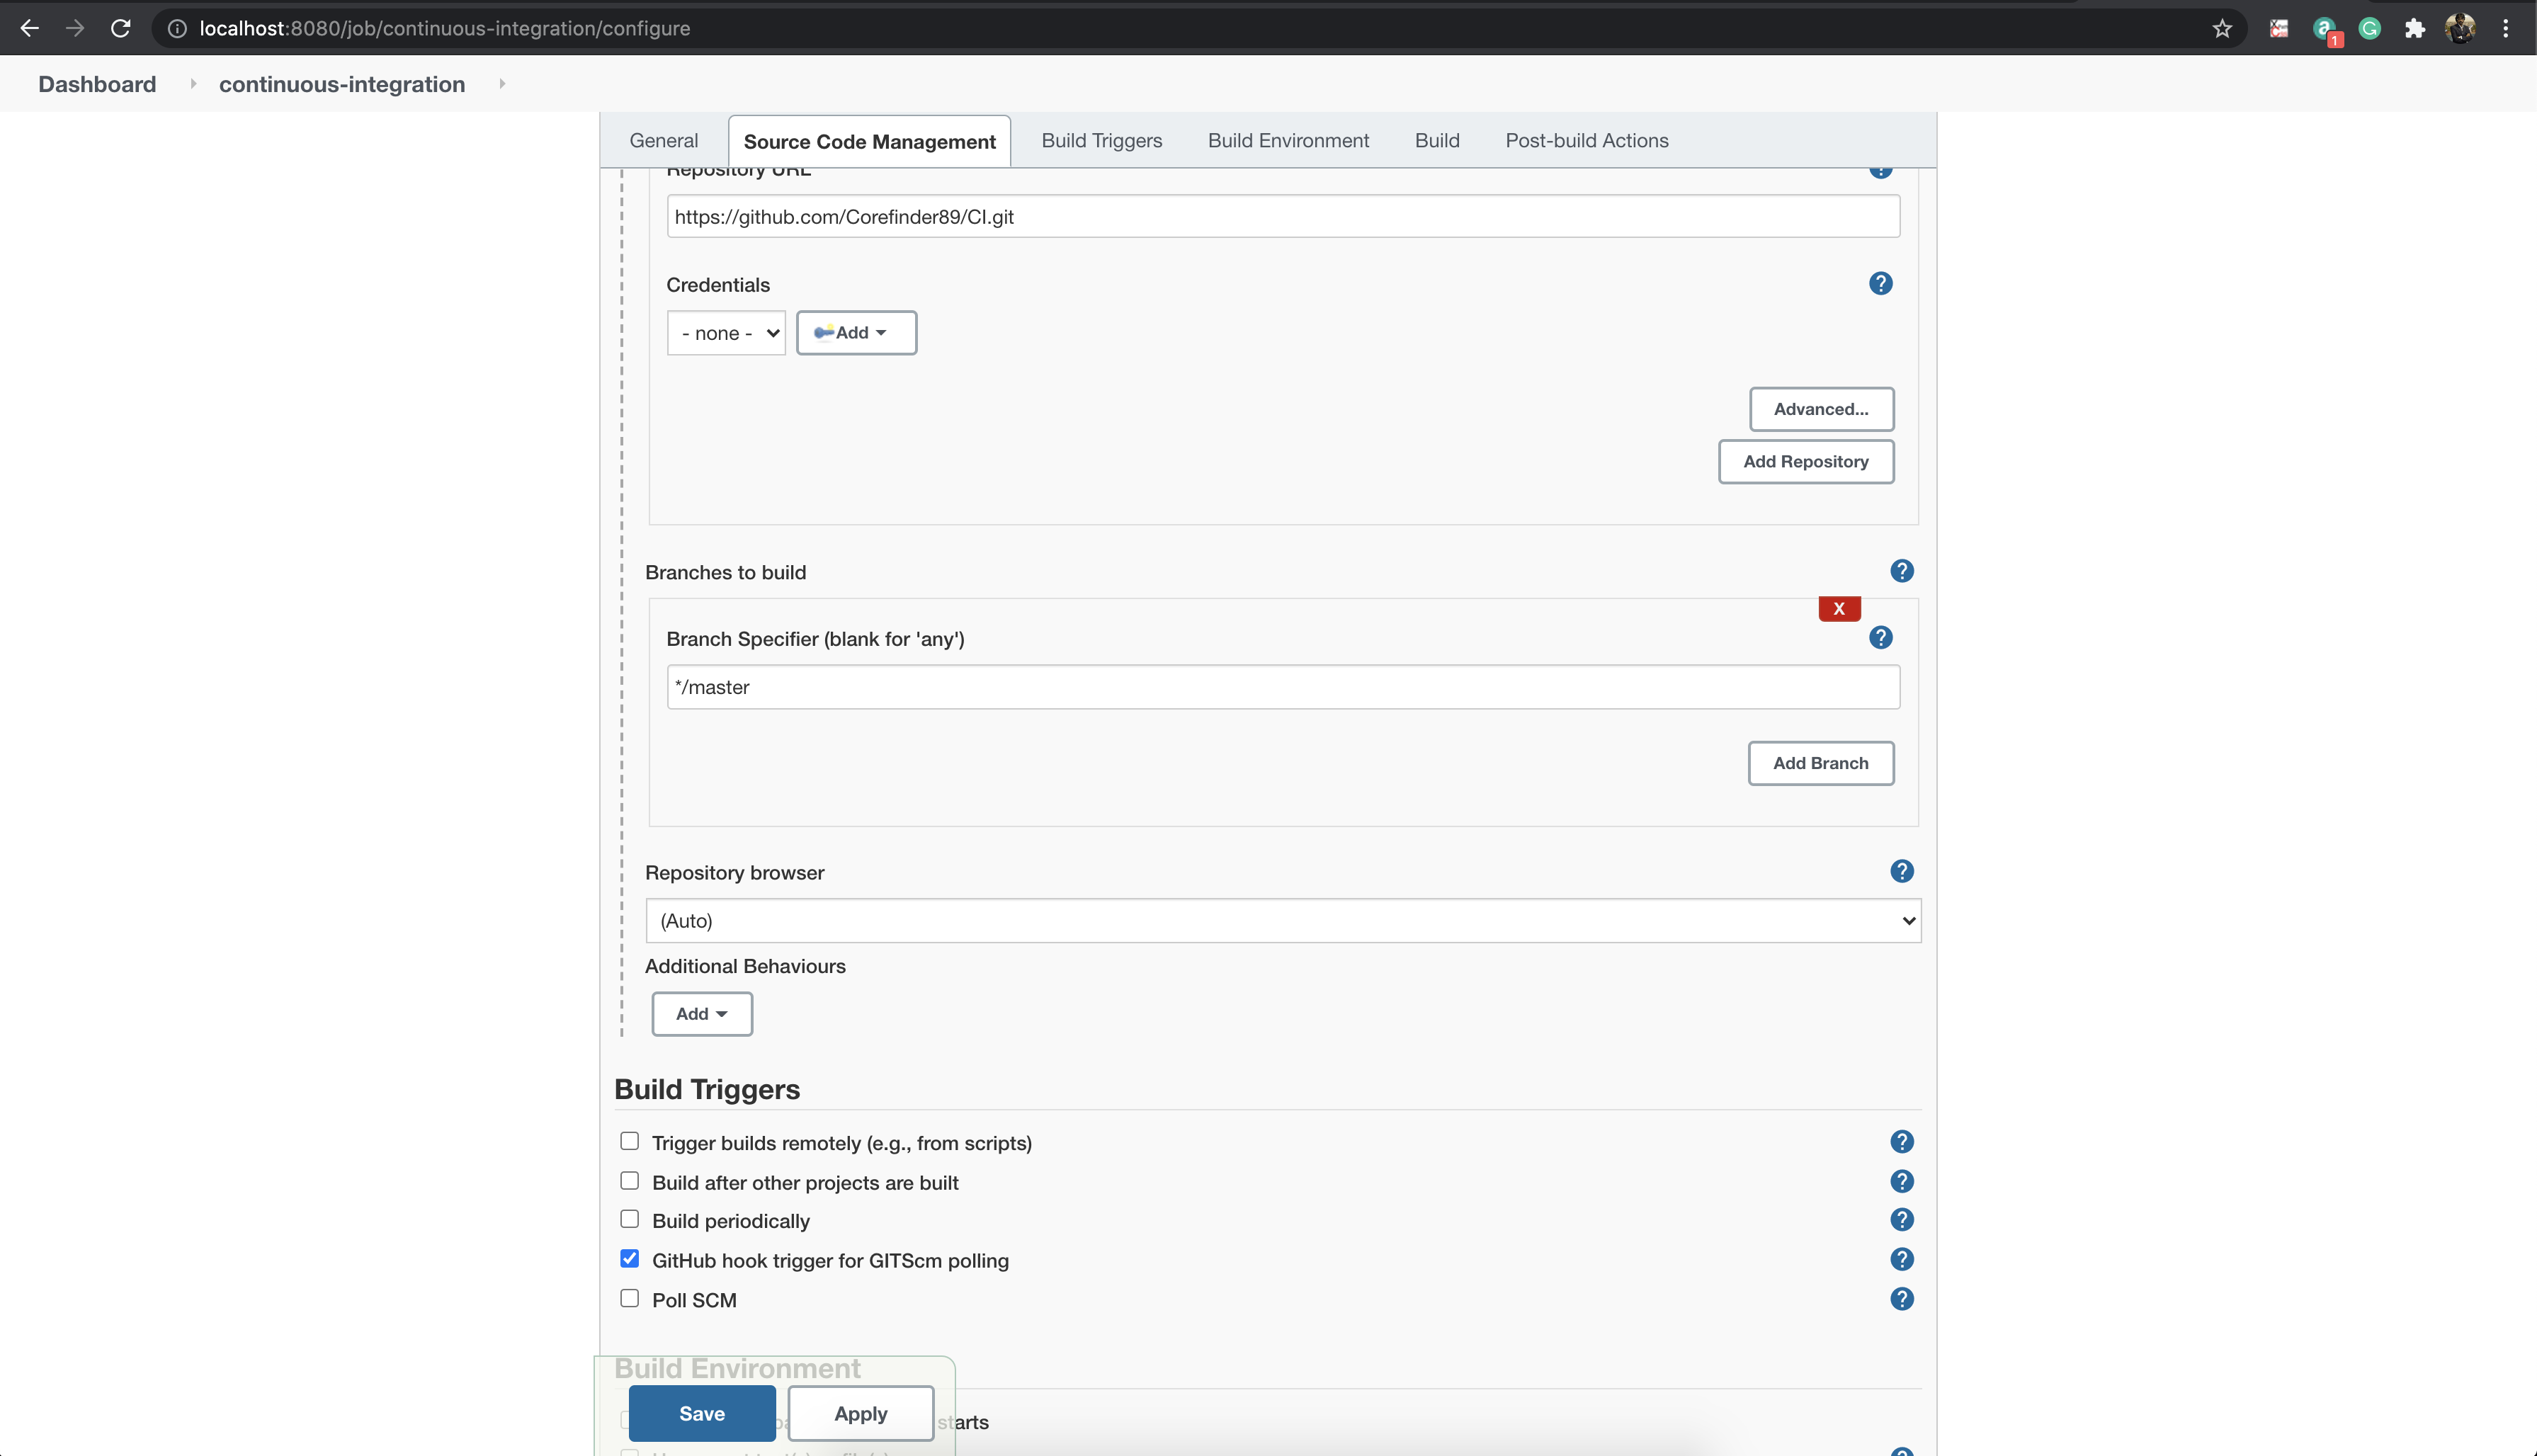 localhost:8080/job/continuous-integration/configure
1
Dashboard continuous-integration
General Source Code Management Build Triggers Build Environment Build Post-build Actions
Repository URL
https://github.com/Corefinder89/CI.git
Credentials
- none - Add
Advanced...
Add Repository
Branches to build
X
Branch Specifier (blank for 'any')
*/master
Add Branch
Repository browser
(Auto)
Additional Behaviours
Add
Build Triggers
Trigger builds remotely (e.g., from scripts)
Build after other projects are built
Build periodically
GitHub hook trigger for GITScm polling
Poll SCM
Build Environment
Save Apply starts